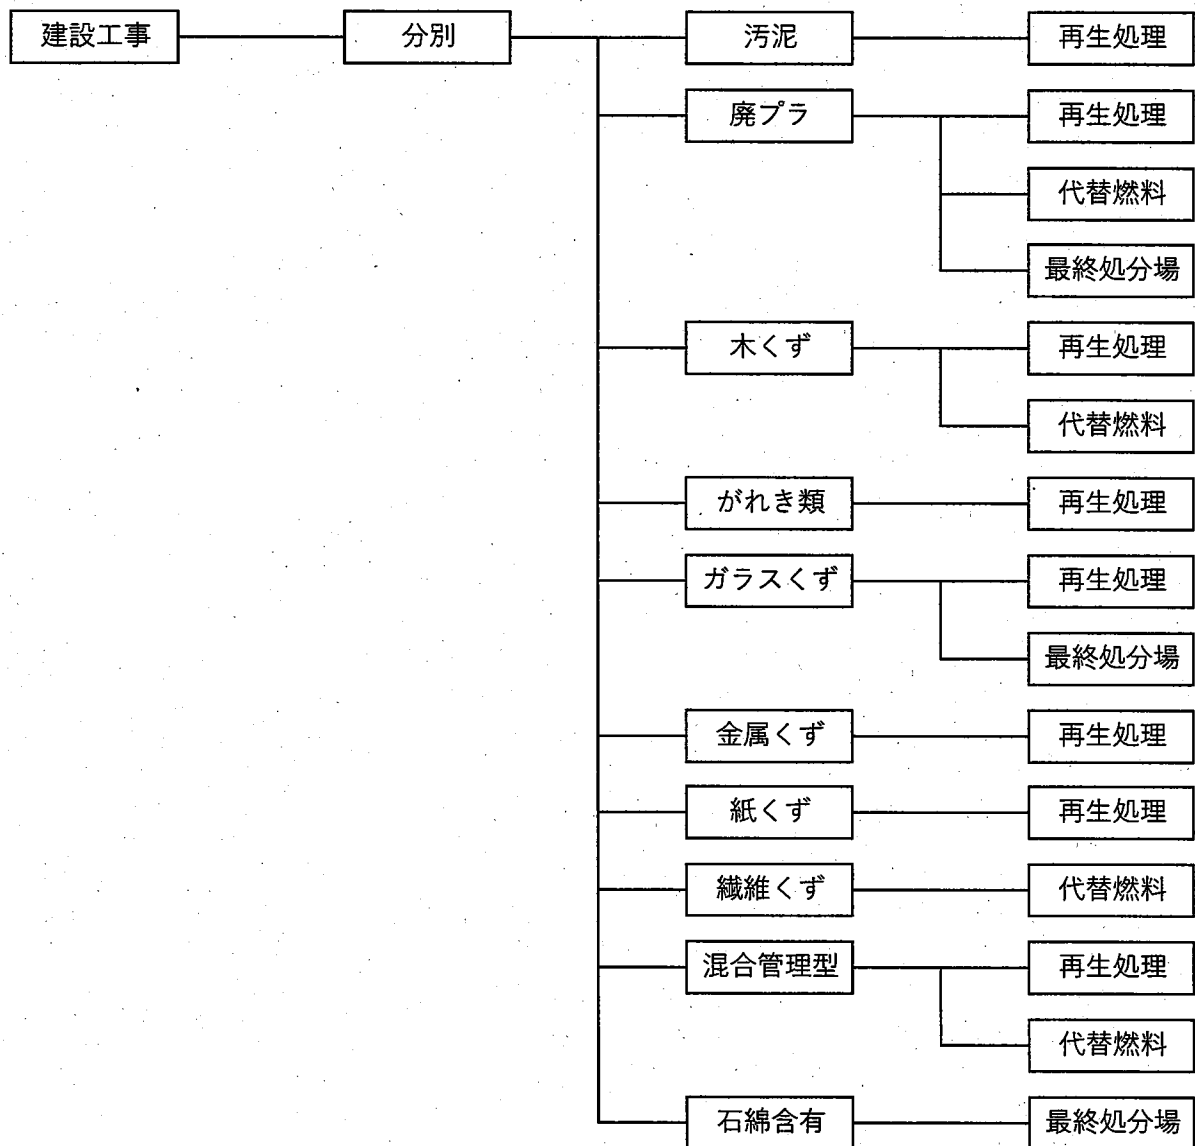 建設工事 分別 汚泥 再生処理
廃プラ 再生処理
代替燃料
最終処分場
木くず 再生処理
代替燃料
がれき類 再生処理
ガラスくず 再生処理
最終処分場
金属くず 再生処理
紙くず 再生処理
繊維くず 代替燃料
混合管理型 再生処理
代替燃料
石綿含有 最終処分場